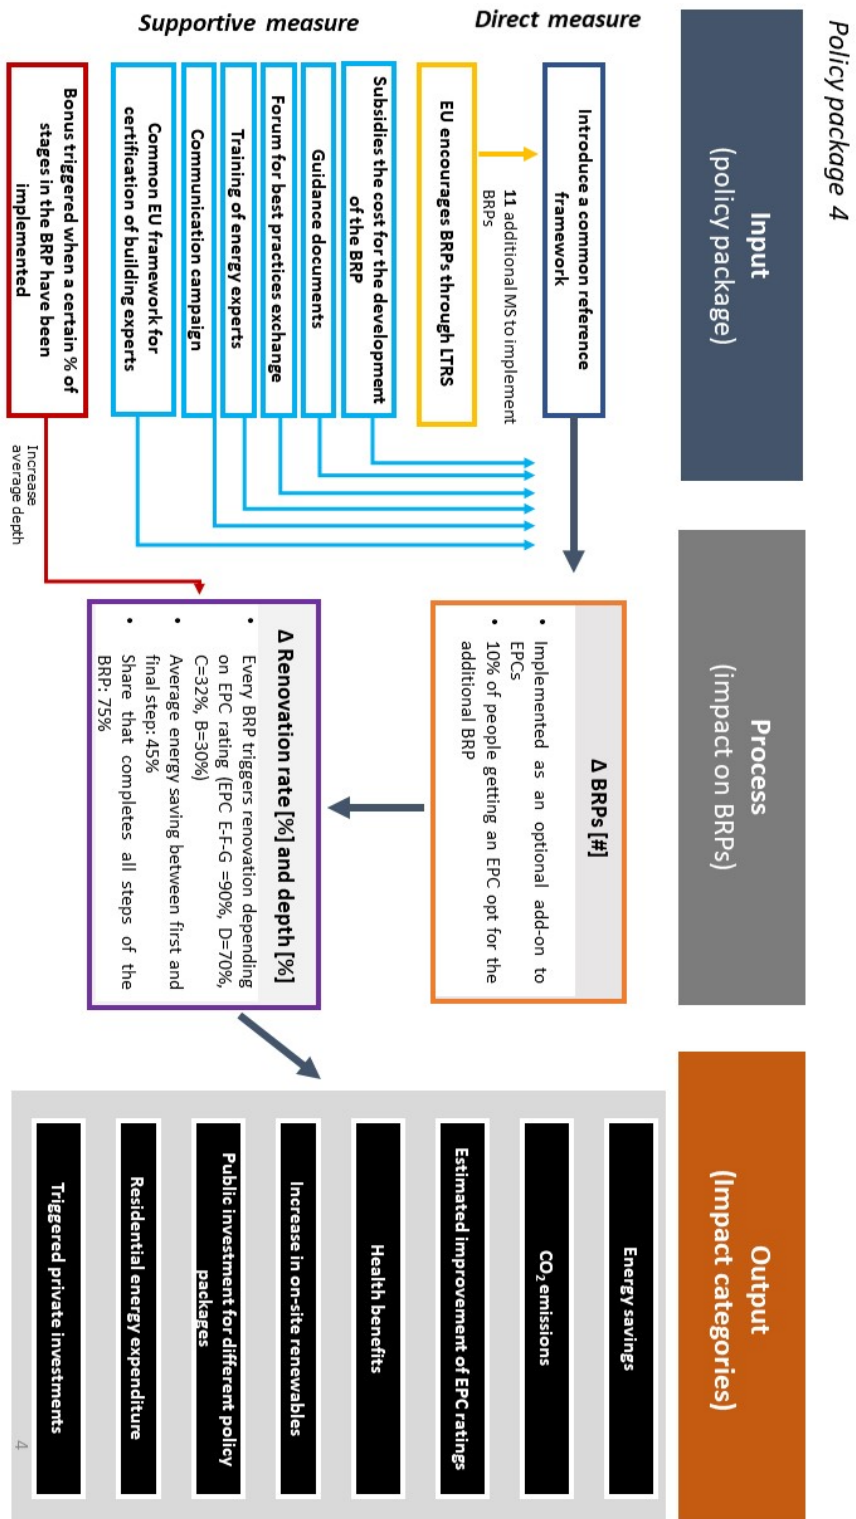 Policy package 4
Input
(policy package)
Process
(impact on BRPs)
Output
(Impact categories)
Direct measure
Introduce a common reference
framework
11 additional MS to implement
BRPs
EU encourages BRPs through LTRS
Supportive measure
Subsidies the cost for the development
of the BRP
Guidance documents
Forum for best practices exchange
Training of energy experts
Communication campaign
Common EU framework for
certification of building experts
Bonus triggered when a certain % of
stages in the BRP have been
implemented
Increase
average depth
Δ BRPs [#]
• Implemented as an optional add-on to
EPCs
• 10% of people getting an EPC opt for the
additional BRP
Δ Renovation rate [%] and depth [%]
• Every BRP triggers renovation depending
on EPC rating (EPC E-F-G =90%, D=70%,
C=32%, B=30%)
• Average energy saving between first and
final step: 45%
• Share that completes all steps of the
BRP: 75%
Energy savings
CO₂ emissions
Estimated improvement of EPC ratings
Health benefits
Increase in on-site renewables
Public investment for different policy
packages
Residential energy expenditure
Triggered private investments
4